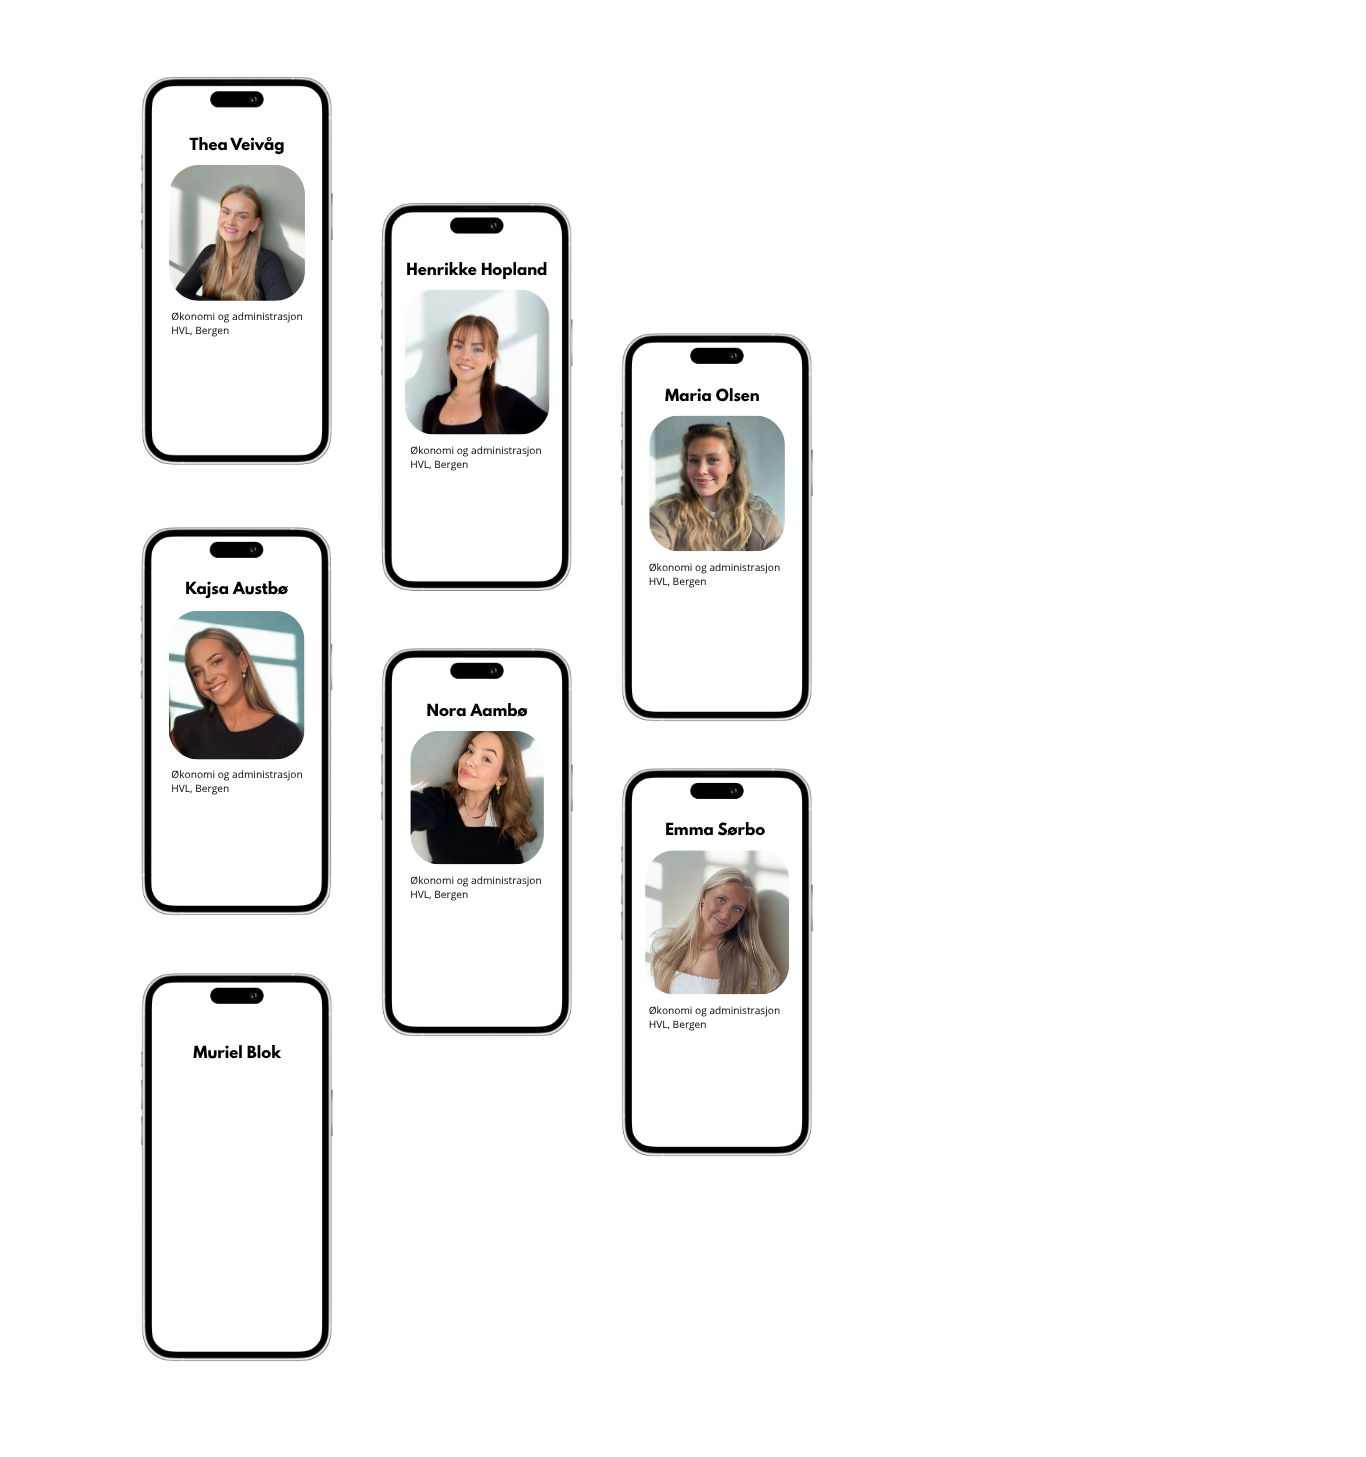 Thea Veivåg
Økonomi og administrasjon
HVL, Bergen
Henrikke Hopland
Økonomi og administrasjon
HVL, Bergen
Maria Olsen
Økonomi og administrasjon
HVL, Bergen
Kajsa Austbø
Økonomi og administrasjon
HVL, Bergen
Nora Aambø
Økonomi og administrasjon
HVL, Bergen
Emma Sørbo
Økonomi og administrasjon
HVL, Bergen
Muriel Blok